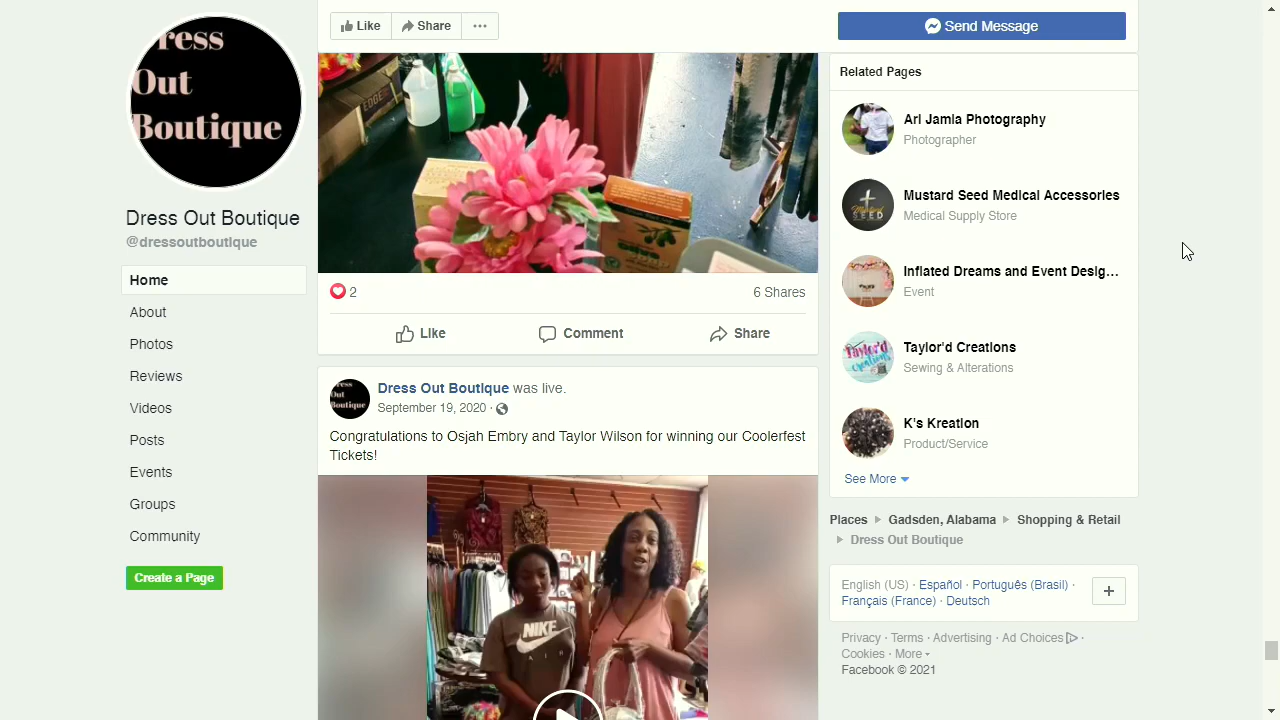 ress
Out
Boutique
Dress Out Boutique
@dressoutboutique
Home
About
Photos
Reviews
Videos
Posts
Events
Groups
Community
Create a Page
Like
Share
Send Message
EDGE
2
6 Shares
Like
Comment
Share
Dress Out Boutique was live.
September 19, 2020 ·
Congratulations to Osjah Embry and Taylor Wilson for winning our Coolerfest
Tickets!
NIKE
AIR
Related Pages
Ari Jamia Photography
Photographer
Mustard Seed Medical Accessories
Medical Supply Store
Inflated Dreams and Event Desig...
Event
Taylor'd Creations
Sewing & Alterations
K's Kreation
Product/Service
See More
Places
Gadsden, Alabama
Shopping & Retail
Dress Out Boutique
English (US) · Español · Português (Brasil) ·
Français (France) · Deutsch
Privacy · Terms · Advertising · Ad Choices ·
Cookies · More
Facebook © 2021